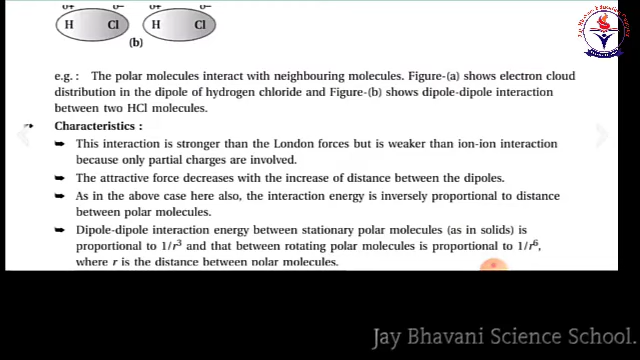 δ+ δ– δ+ δ–
H Cl H Cl
(b)
e.g. : The polar molecules interact with neighbouring molecules. Figure-(a) shows electron cloud
distribution in the dipole of hydrogen chloride and Figure-(b) shows dipole-dipole interaction
between two HCl molecules.
Characteristics :
This interaction is stronger than the London forces but is weaker than ion-ion interaction
because only partial charges are involved.
The attractive force decreases with the increase of distance between the dipoles.
As in the above case here also, the interaction energy is inversely proportional to distance
between polar molecules.
Dipole-dipole interaction energy between stationary polar molecules (as in solids) is
proportional to 1/r³ and that between rotating polar molecules is proportional to 1/r⁶,
where r is the distance between polar molecules.
Jay Bhavani Science School.